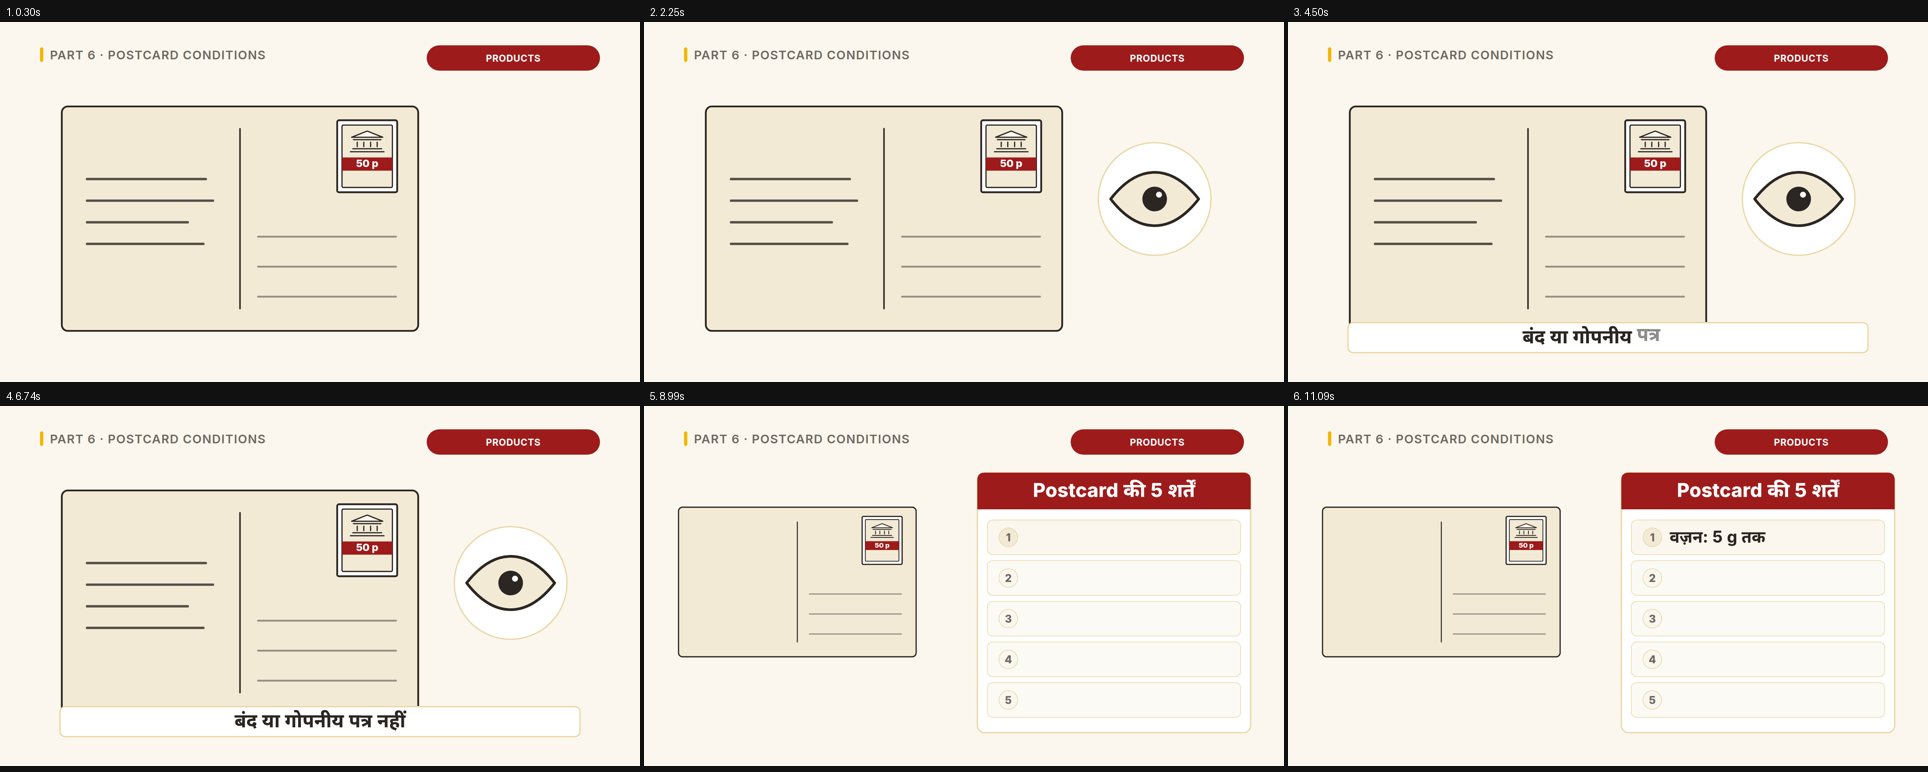 1. 0.30s
PART 6 · POSTCARD CONDITIONS
PRODUCTS
50 p
2. 2.25s
PART 6 · POSTCARD CONDITIONS
PRODUCTS
50 p
3. 4.50s
PART 6 · POSTCARD CONDITIONS
PRODUCTS
50 p
बंद या गोपनीय पत्र
4. 6.74s
PART 6 · POSTCARD CONDITIONS
PRODUCTS
50 p
बंद या गोपनीय पत्र नहीं
5. 8.99s
PART 6 · POSTCARD CONDITIONS
PRODUCTS
50 p
Postcard की 5 शर्तें
1
2
3
4
5
6. 11.09s
PART 6 · POSTCARD CONDITIONS
PRODUCTS
50 p
Postcard की 5 शर्तें
1 वज़न: 5 g तक
2
3
4
5